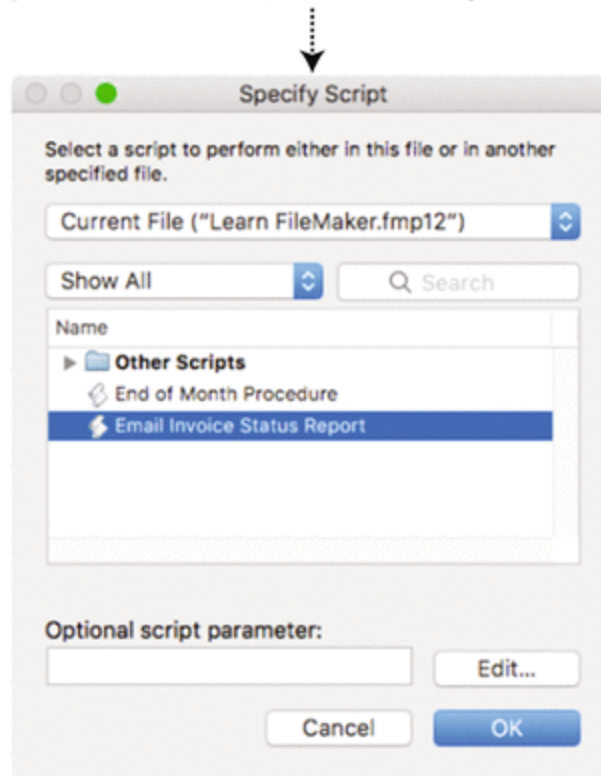 Specify Script
Select a script to perform either in this file or in another
specified file.
Current File ("Learn FileMaker.fmp12")
Show All
Search
Name
Other Scripts
End of Month Procedure
Email Invoice Status Report
Optional script parameter:
Edit...
Cancel
OK